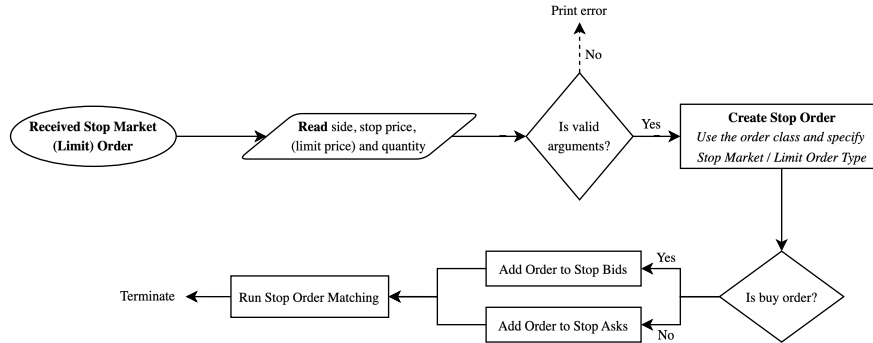 Print error
No
Received Stop Market
(Limit) Order
Read side, stop price,
(limit price) and quantity
Is valid
arguments?
Yes
Create Stop Order
Use the order class and specify
Stop Market / Limit Order Type
Is buy order?
Yes
Add Order to Stop Bids
No
Add Order to Stop Asks
Run Stop Order Matching
Terminate